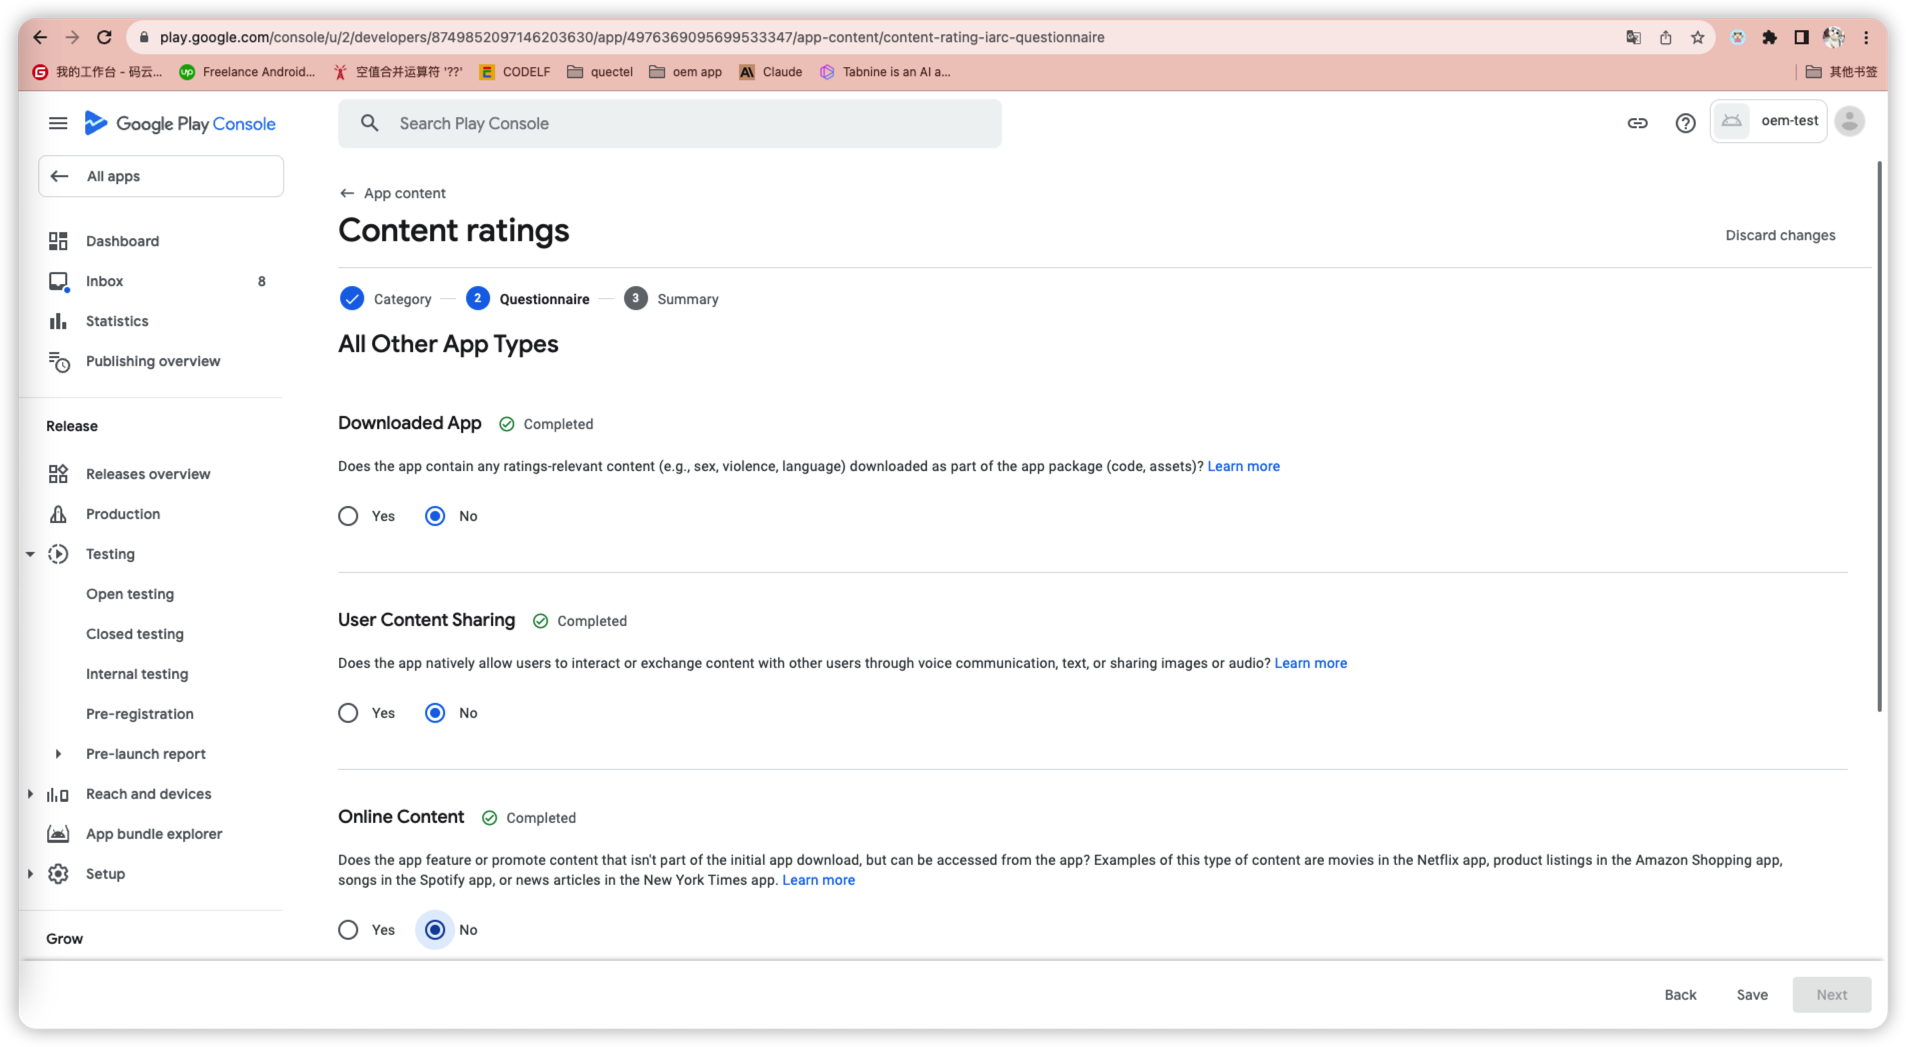 play.google.com/console/u/2/developers/8749852097146203630/app/4976369095699533347/app-content/content-rating-iarc-questionnaire
我的工作台 - 码云... Freelance Android... 空值合并运算符 '??' CODELF quectel oem app Claude Tabnine is an AI a... 其他书签
Google Play Console
Search Play Console
oem-test
All apps
Dashboard
Inbox 8
Statistics
Publishing overview
Release
Releases overview
Production
Testing
Open testing
Closed testing
Internal testing
Pre-registration
Pre-launch report
Reach and devices
App bundle explorer
Setup
Grow
App content
Content ratings
Discard changes
Category 2 Questionnaire 3 Summary
All Other App Types
Downloaded App Completed
Does the app contain any ratings-relevant content (e.g., sex, violence, language) downloaded as part of the app package (code, assets)? Learn more
Yes No
User Content Sharing Completed
Does the app natively allow users to interact or exchange content with other users through voice communication, text, or sharing images or audio? Learn more
Yes No
Online Content Completed
Does the app feature or promote content that isn't part of the initial app download, but can be accessed from the app? Examples of this type of content are movies in the Netflix app, product listings in the Amazon Shopping app,
songs in the Spotify app, or news articles in the New York Times app. Learn more
Yes No
Back Save Next